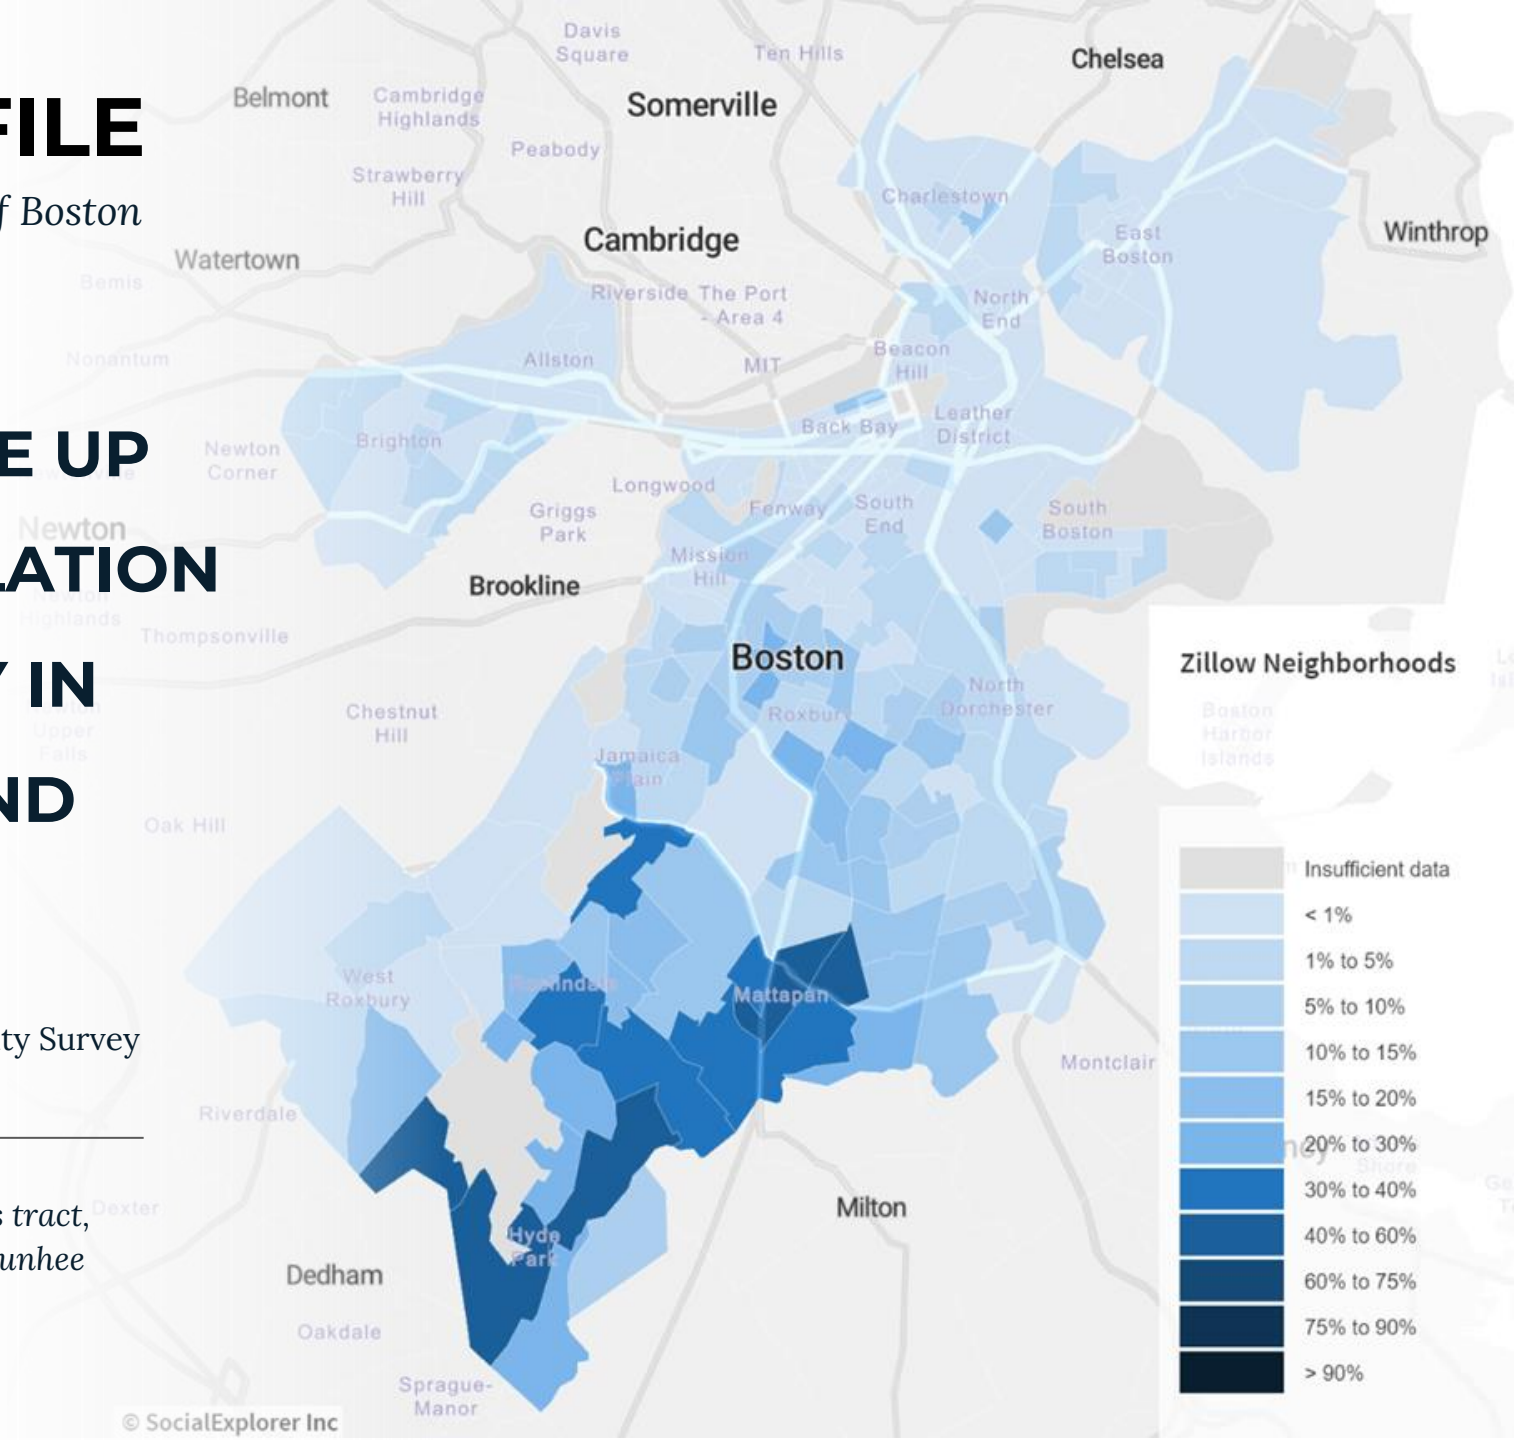 FILE
f Boston
E UP
LATION
Y IN
ND
ty Survey
s tract,
unhee
Davis
Square
Ten Hills
Chelsea
Belmont
Cambridge
Highlands
Somerville
Peabody
Strawberry
Hill
Charlestown
Watertown
Cambridge
East
Boston
Winthrop
Bemis
Riverside
The Port
- Area 4
North
End
Nonantum
Allston
MIT
Beacon
Hill
Back Bay
Leather
District
Brighton
Newton
Corner
Longwood
Griggs
Park
Fenway
South
End
South
Boston
Newton
Mission
Hill
Brookline
Newton
Highlands
Thompsonville
Boston
North
Dorchester
Roxbury
Chestnut
Hill
Upper
Falls
Jamaica
Plain
Oak Hill
West
Roxbury
Roslindale
Mattapan
Montclair
Riverdale
Dexter
Hyde
Park
Milton
Dedham
Oakdale
Sprague-
Manor
© SocialExplorer Inc
Zillow Neighborhoods
Boston
Harbor
Islands
Insufficient data
< 1%
1% to 5%
5% to 10%
10% to 15%
15% to 20%
20% to 30%
Shore
30% to 40%
40% to 60%
60% to 75%
75% to 90%
> 90%